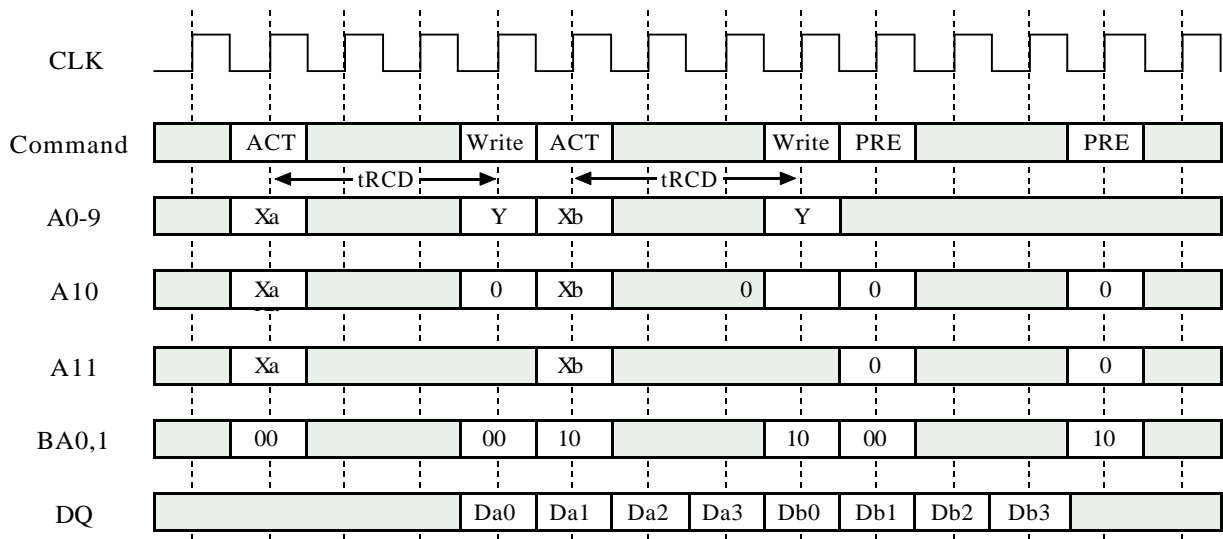 CLK
Command ACT Write ACT Write PRE PRE
tRCD tRCD
A0-9 Xa Y Xb Y
A10 Xa 0 Xb 0 0 0
A11 Xa Xb 0 0
BA0,1 00 00 10 10 00 10
DQ Da0 Da1 Da2 Da3 Db0 Db1 Db2 Db3